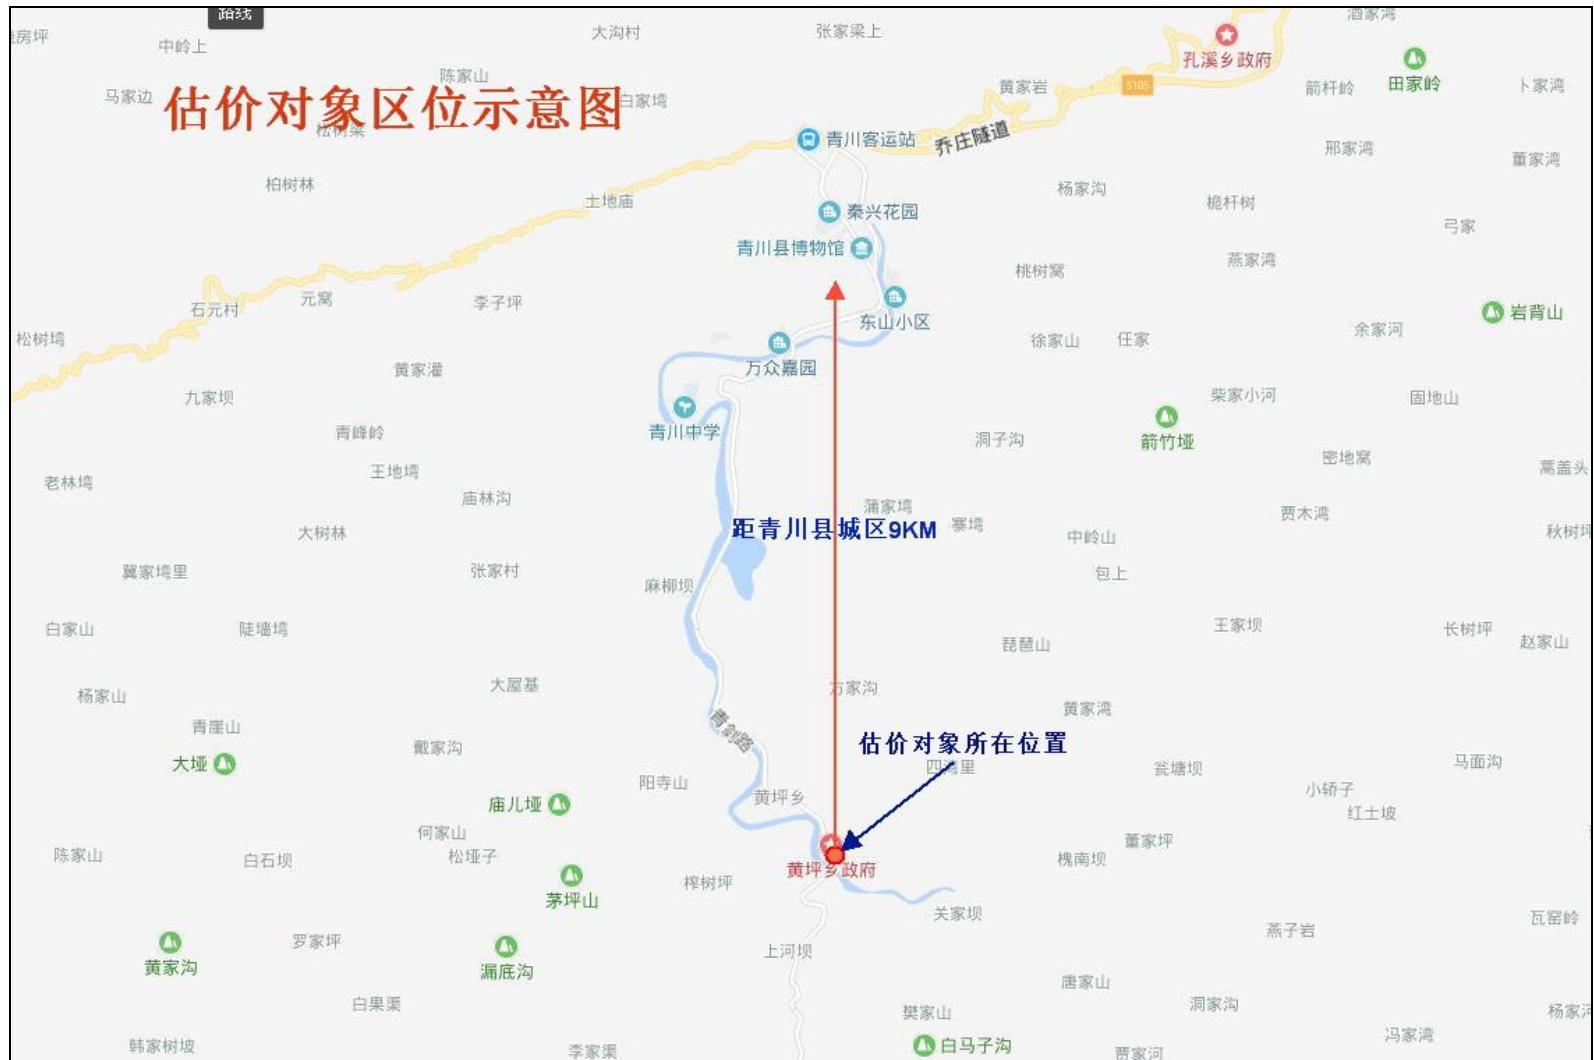 路线
房坪
中岭上
大沟村
张家梁上
酒家湾
孔溪乡政府
陈家山
马家边
白家塆
黄家岩
S105
箭杆岭
田家岭
卜家湾
估价对象区位示意图
松树梁
青川客运站
乔庄隧道
邢家湾
董家湾
柏树林
土地庙
杨家沟
桅杆树
秦兴花园
弓家
青川县博物馆
燕家湾
桃树窝
石元村
元窝
李子坪
东山小区
岩背山
松树塆
徐家山
任家
余家河
黄家灌
万众嘉园
九家坝
柴家小河
固地山
青川中学
青峰岭
洞子沟
箭竹垭
王地塆
密地窝
蒿盖头
老林塆
庙林沟
蒲家塆
寨塆
贾木湾
大树林
距青川县城区9KM
中岭山
秋树坪
翼家塆里
张家村
麻柳坝
包上
白家山
陡墙塆
琵琶山
王家坝
长树坪
赵家山
杨家山
大屋基
万家沟
黄家湾
青崖山
青剑路
戴家沟
估价对象所在位置
大垭
阳寺山
四湾里
瓮塘坝
马面沟
庙儿垭
黄坪乡
小轿子
红土坡
何家山
松垭子
董家坪
陈家山
白石坝
槐南坝
黄坪乡政府
茅坪山
榨树坪
关家坝
瓦窑岭
罗家坪
燕子岩
黄家沟
漏底沟
上河坝
唐家山
白果渠
樊家山
洞家沟
杨家河
韩家树坡
李家渠
白马子沟
贾家河
冯家湾